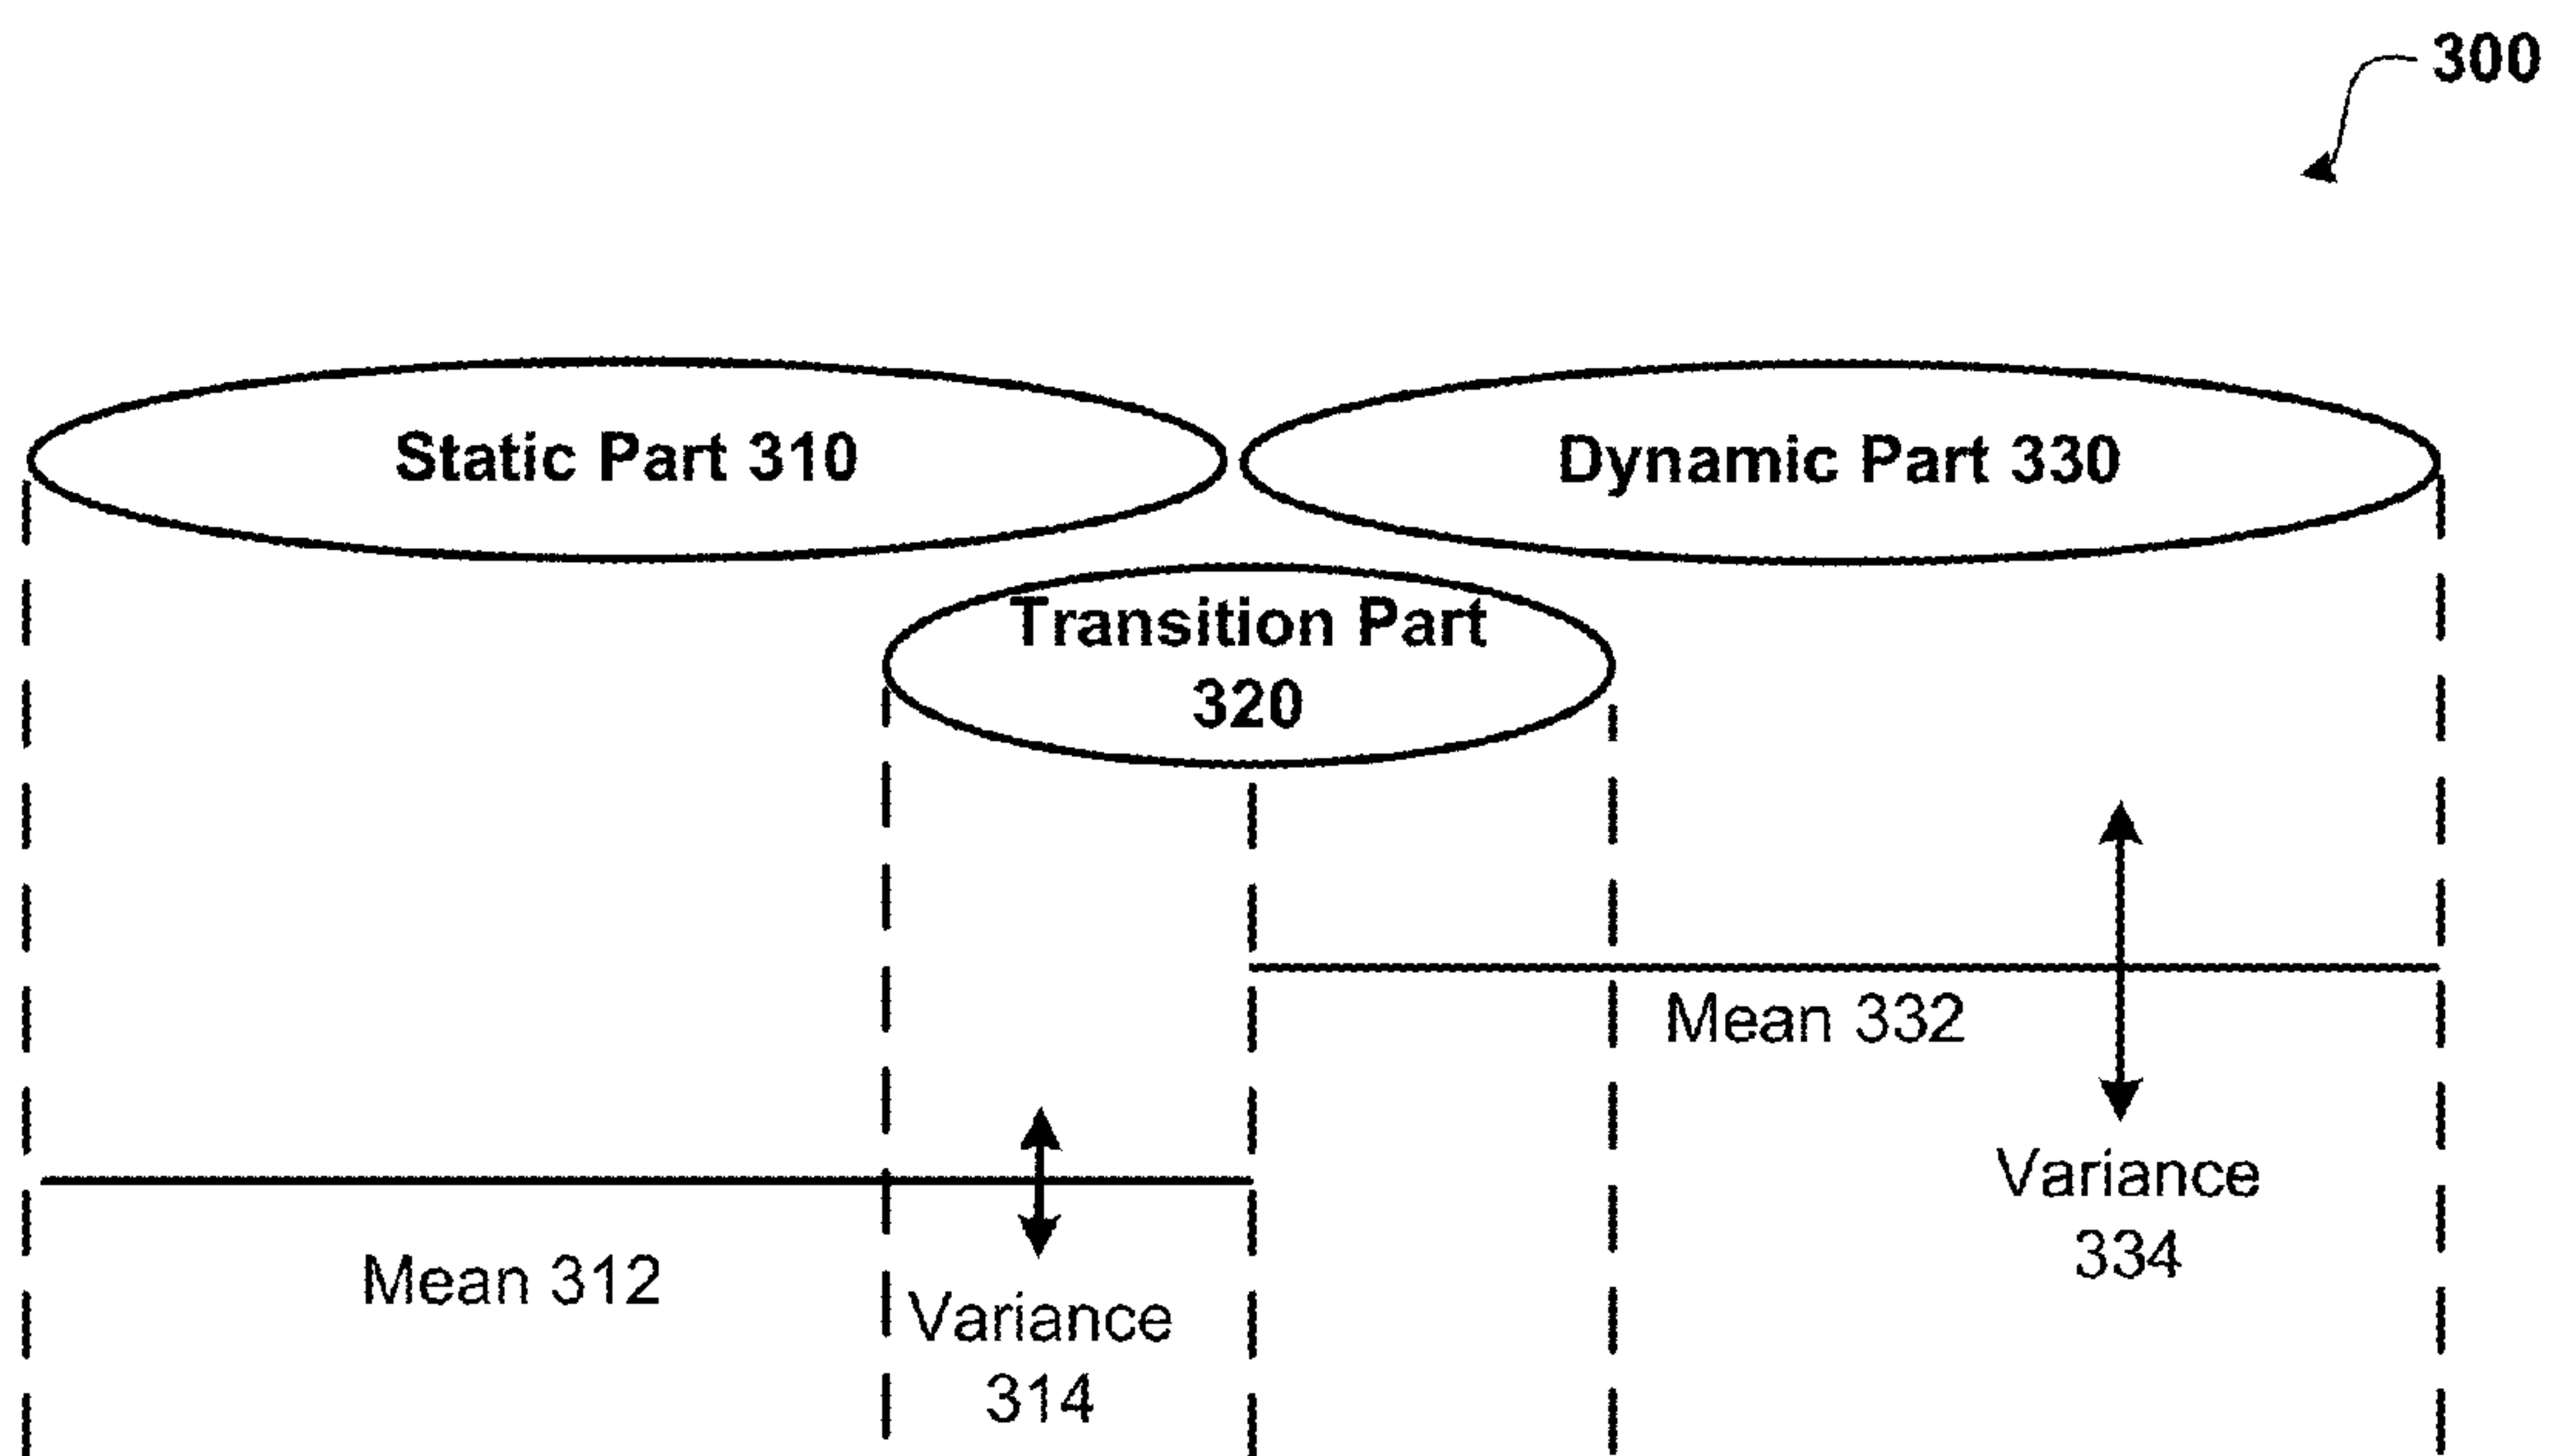 300
Static Part 310
Dynamic Part 330
Transition Part
320
Mean 332
Variance
334
Mean 312
Variance
314